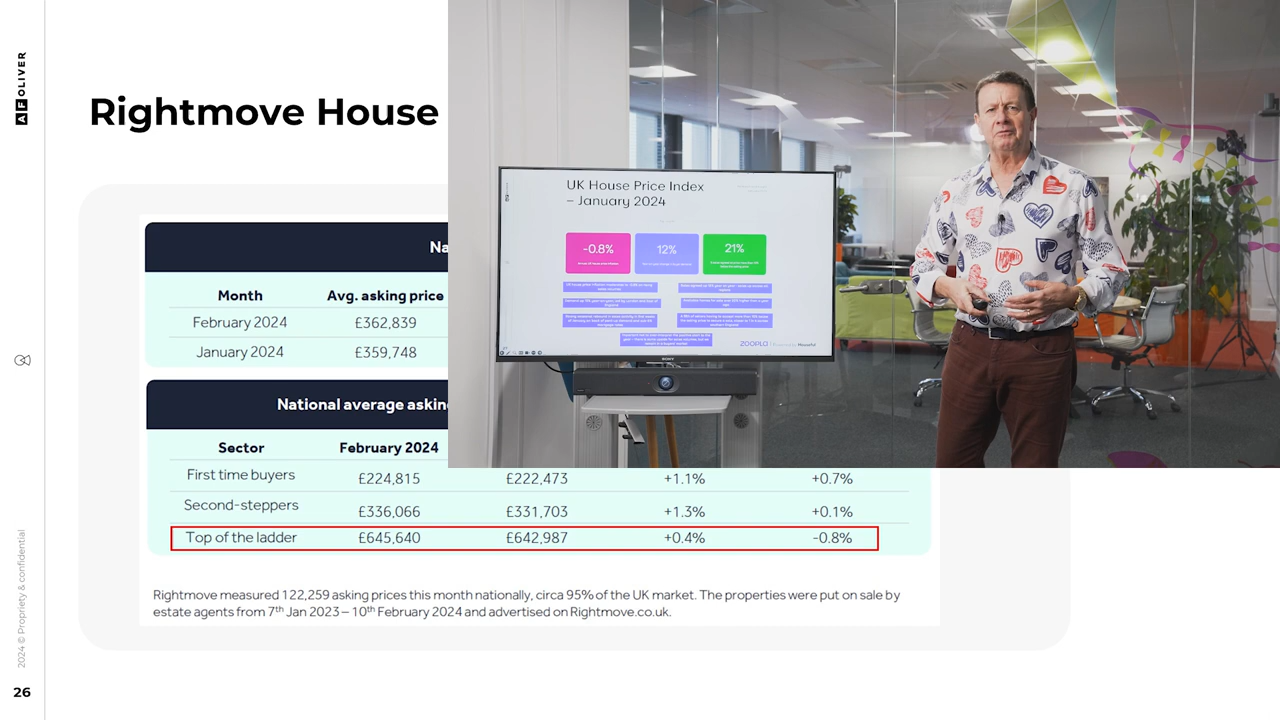 AF OLIVER
Rightmove House
Na
Month Avg. asking price
February 2024 £362,839
January 2024 £359,748
National average askin
Sector February 2024
First time buyers £224,815 £222,473 +1.1% +0.7%
Second-steppers £336,066 £331,703 +1.3% +0.1%
Top of the ladder £645,640 £642,987 +0.4% -0.8%
Rightmove measured 122,259 asking prices this month nationally, circa 95% of the UK market. The properties were put on sale by
estate agents from 7th Jan 2023 – 10th February 2024 and advertised on Rightmove.co.uk.
2024 © Propriety & confidential
26
UK House Price Index
– January 2024
-0.8% 12% 21%
ZOOPLA
SONY